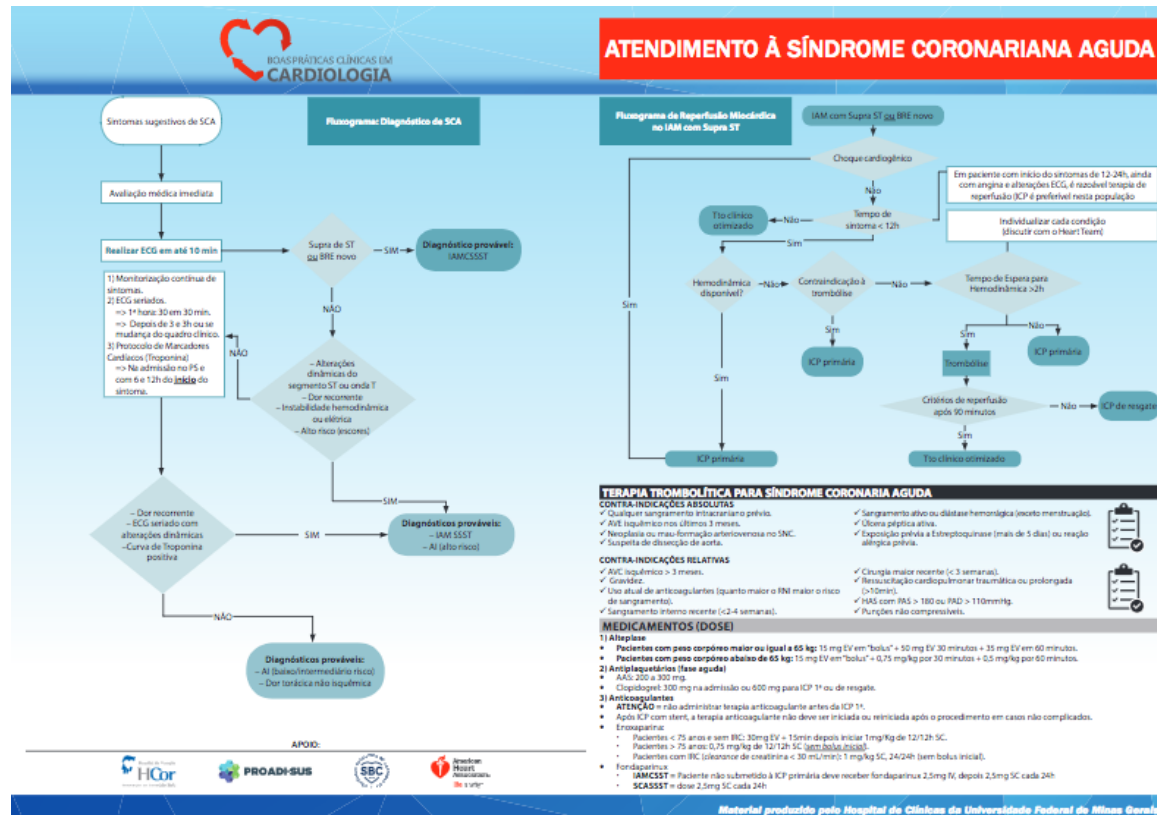 BOAS PRÁTICAS CLÍNICAS EM
CARDIOLOGIA
ATENDIMENTO À SÍNDROME CORONARIANA AGUDA
Sintomas sugestivos de SCA
Fluxograma: Diagnóstico de SCA
Avaliação médica imediata
Realizar ECG em até 10 min
Supra de ST
ou BRE novo
SIM
Diagnóstico provável:
IAMCSSST
1) Monitorização contínua de
sintomas.
2) ECG seriados.
=> 1ª hora: 30 em 30 min.
=> Depois de 3 e 3h ou se
mudança do quadro clínico.
3) Protocolo de Marcadores
Cardíacos (Troponina)
=> Na admissão no PS e
com 6 e 12h do início do
sintoma.
NÃO
NÃO
– Alterações
dinâmicas do
segmento ST ou onda T
– Dor recorrente
– Instabilidade hemodinâmica
ou elétrica
– Alto risco (escores)
SIM
– Dor recorrente
– ECG seriado com
alterações dinâmicas
–Curva de Troponina
positiva
SIM
Diagnósticos prováveis:
– IAM SSST
– AI (alto risco)
NÃO
Diagnósticos prováveis:
– AI (baixo/intermediário risco)
– Dor torácica não isquêmica
APOIO:
HCor
PROADI-SUS
SBC
American
Heart
Association
Fluxograma de Reperfusão Miocárdica
no IAM com Supra ST
IAM com Supra ST ou BRE novo
Choque cardiogênico
Não
Em paciente com início do sintomas de 12-24h, ainda
com angina e alterações ECG, é razoável terapia de
reperfusão (ICP é preferível nesta população
Tto clínico
otimizado
Não
Tempo de
sintoma < 12h
Individualizar cada condição
(discutir com o Heart Team)
Sim
Hemodinâmica
disponível?
Não
Contraindicação à
trombólise
Não
Tempo de Espera para
Hemodinâmica >2h
Sim
Sim
Sim
Não
ICP primária
ICP primária
Trombólise
Sim
Critérios de reperfusão
após 90 minutos
Não
ICP de resgate
Sim
ICP primária
Tto clínico otimizado
TERAPIA TROMBOLÍTICA PARA SÍNDROME CORONARIA AGUDA
CONTRA-INDICAÇÕES ABSOLUTAS
✓ Qualquer sangramento intracraniano prévio.
✓ AVE isquêmico nos últimos 3 meses.
✓ Neoplasia ou mau-formação arteriovenosa no SNC.
✓ Suspeita de dissecção de aorta.
✓ Sangramento ativo ou diástase hemorrágica (exceto menstruação).
✓ Úlcera péptica ativa.
✓ Exposição prévia a Estreptoquinase (mais de 5 dias) ou reação
alérgica prévia.
CONTRA-INDICAÇÕES RELATIVAS
✓ AVC isquêmico > 3 meses.
✓ Gravidez.
✓ Uso atual de anticoagulantes (quanto maior o RNI maior o risco
de sangramento).
✓ Sangramento interno recente (<2-4 semanas).
✓ Cirurgia maior recente (< 3 semanas).
✓ Ressuscitação cardiopulmonar traumática ou prolongada
(>10min).
✓ HAS com PAS > 180 ou PAD > 110mmHg.
✓ Punções não compressíveis.
MEDICAMENTOS (DOSE)
1) Alteplase
• Pacientes com peso corpóreo maior ou igual a 65 kg: 15 mg EV em "bolus" + 50 mg EV 30 minutos + 35 mg EV em 60 minutos.
• Pacientes com peso corpóreo abaixo de 65 kg: 15 mg EV em "bolus" + 0,75 mg/kg por 30 minutos + 0,5 mg/kg por 60 minutos.
2) Antiplaquetários (fase aguda)
• AAS: 200 a 300 mg.
• Clopidogrel: 300 mg na admissão ou 600 mg para ICP 1ª ou de resgate.
3) Anticoagulantes
• ATENÇÃO = não administrar terapia anticoagulante antes da ICP 1ª.
• Após ICP com stent, a terapia anticoagulante não deve ser iniciada ou reiniciada após o procedimento em casos não complicados.
• Enoxaparina:
· Pacientes < 75 anos e sem IRC: 30mg EV + 15min depois iniciar 1mg/Kg de 12/12h SC.
· Pacientes > 75 anos: 0,75 mg/kg de 12/12h SC (sem bolus inicial).
· Pacientes com IRC (clearance de creatinina < 30 mL/min): 1 mg/kg SC, 24/24h (sem bolus inicial).
• Fondaparinux
· IAMCSST = Paciente não submetido à ICP primária deve receber fondaparinux 2,5mg IV, depois 2,5mg SC cada 24h
· SCASSST = dose 2,5mg SC cada 24h
Material produzido pelo Hospital de Clínicas da Universidade Federal de Minas Gerais